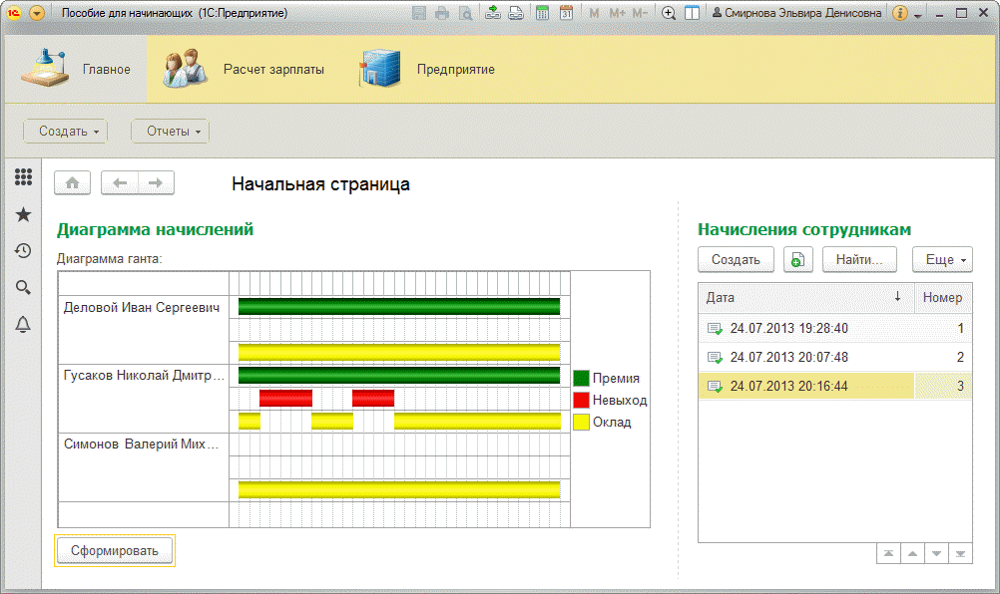 Пособие для начинающих (1С:Предприятие)
M M+ M-
31
Смирнова Эльвира Денисовна
Главное
Расчет зарплаты
Предприятие
Создать
Отчеты
Начальная страница
Диаграмма начислений
Диаграмма ганта:
Деловой Иван Сергеевич
Гусаков Николай Дмитр...
Симонов Валерий Мих...
Премия
Невыход
Оклад
Сформировать
Начисления сотрудникам
Создать
Найти...
Еще
Дата ↓ Номер
24.07.2013 19:28:40 1
24.07.2013 20:07:48 2
24.07.2013 20:16:44 3